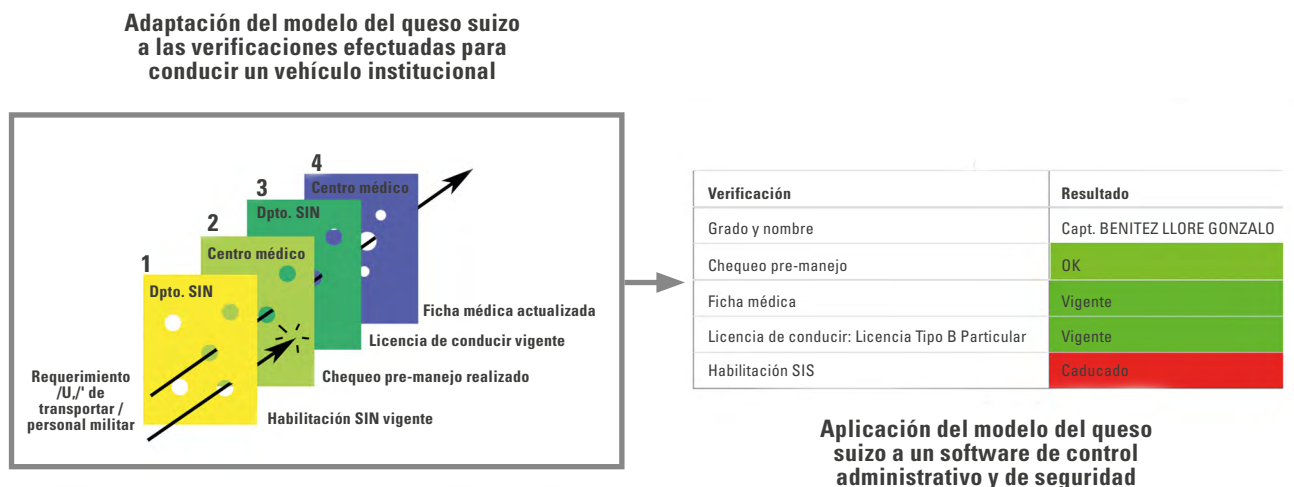 Adaptación del modelo del queso suizo
a las verificaciones efectuadas para
conducir un vehículo institucional
1
Dpto. SIN
2
Centro médico
3
Dpto. SIN
4
Centro médico
Ficha médica actualizada
Licencia de conducir vigente
Chequeo pre-manejo realizado
Habilitación SIN vigente
Requerimiento
/U,/' de
transportar /
personal militar
Verificación Resultado
Grado y nombre Capt. BENITEZ LLORE GONZALO
Chequeo pre-manejo OK
Ficha médica Vigente
Licencia de conducir: Licencia Tipo B Particular Vigente
Habilitación SIS Caducado
Aplicación del modelo del queso
suizo a un software de control
administrativo y de seguridad